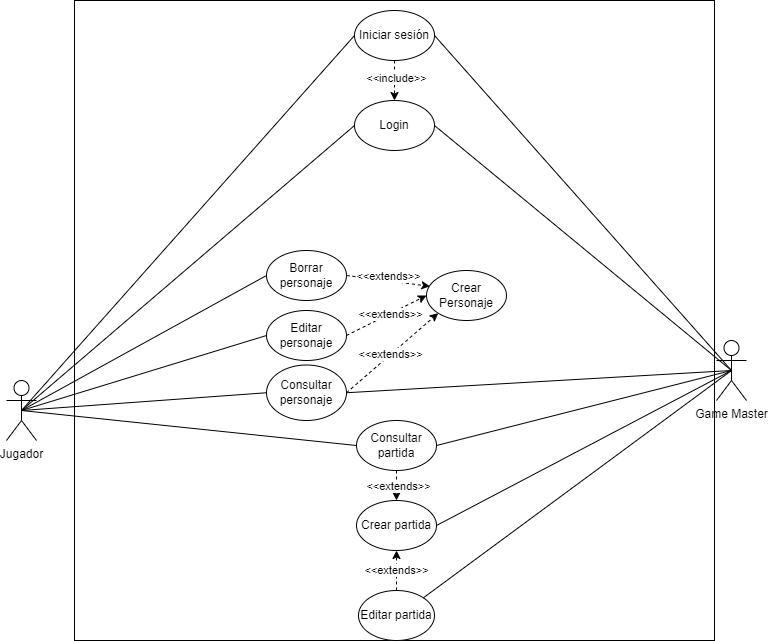 Iniciar sesión
<<include>>
Login
Borrar
personaje
<<extends>>
Crear
Personaje
Editar
personaje
<<extends>>
<<extends>>
Consultar
personaje
Game Master
Jugador
Consultar
partida
<<extends>>
Crear partida
<<extends>>
Editar partida